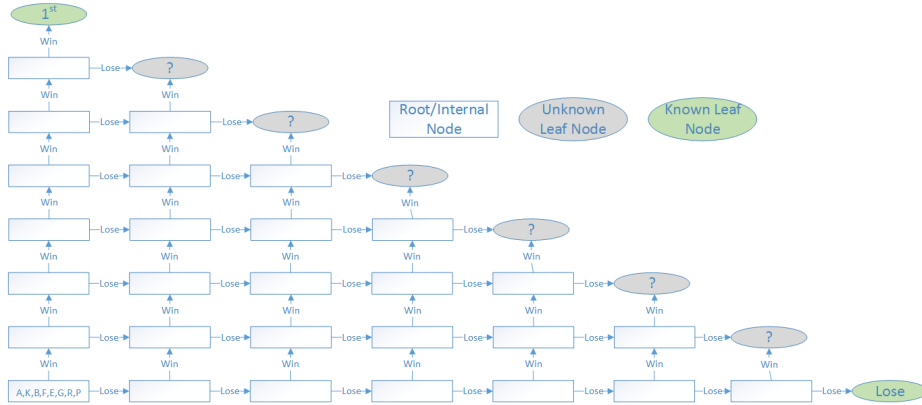 1st
Win
Lose ?
Win Win
Root/Internal Node
Unknown Leaf Node
Known Leaf Node
Lose Lose ?
Win Win Win
Lose Lose Lose ?
Win Win Win Win
Lose Lose Lose Lose ?
Win Win Win Win Win
Lose Lose Lose Lose Lose ?
Win Win Win Win Win Win
Lose Lose Lose Lose Lose Lose ?
Win Win Win Win Win Win Win
A,K,B,F,E,G,R,P Lose Lose Lose Lose Lose Lose Lose Lose